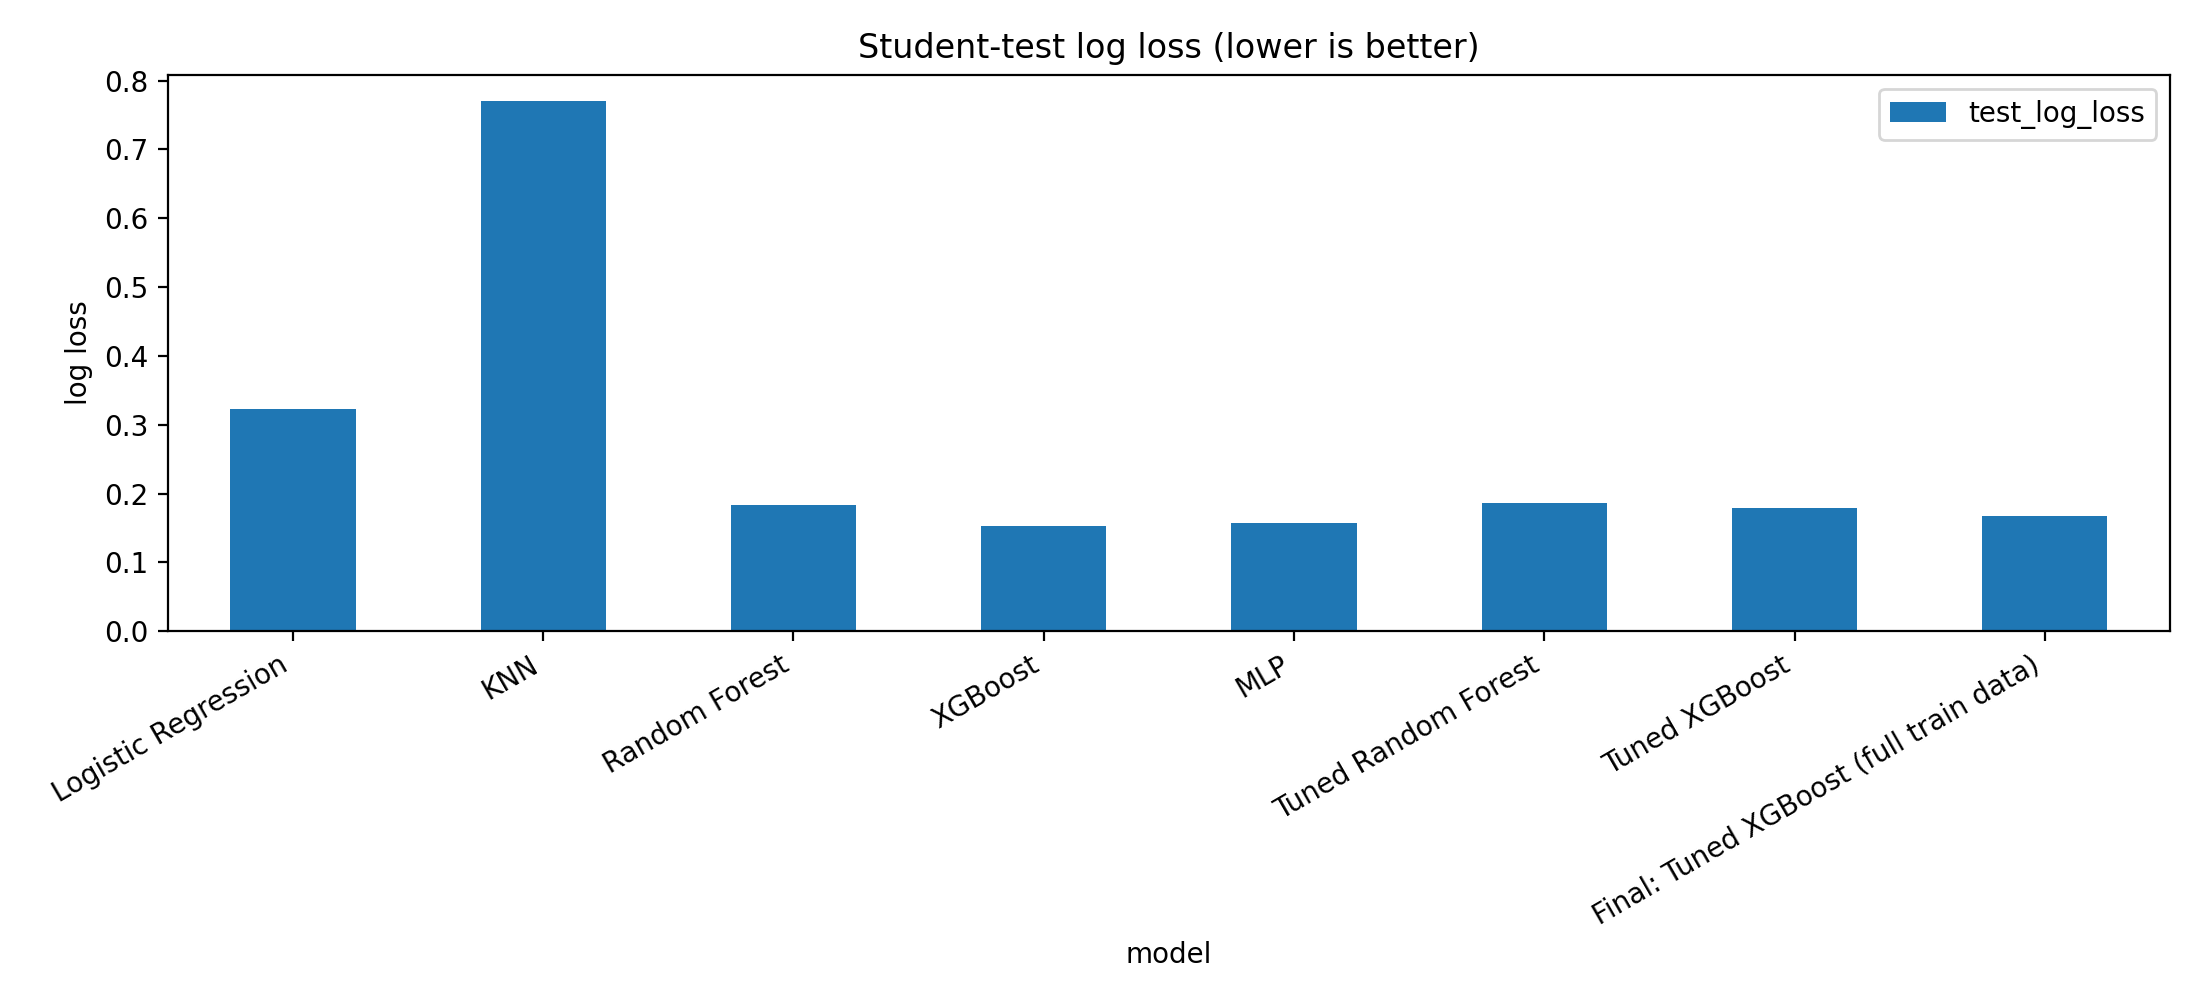 Student-test log loss (lower is better)
test_log_loss
log loss
0.8
0.7
0.6
0.5
0.4
0.3
0.2
0.1
0.0
Logistic Regression
KNN
Random Forest
XGBoost
MLP
Tuned Random Forest
Tuned XGBoost
Final: Tuned XGBoost (full train data)
model